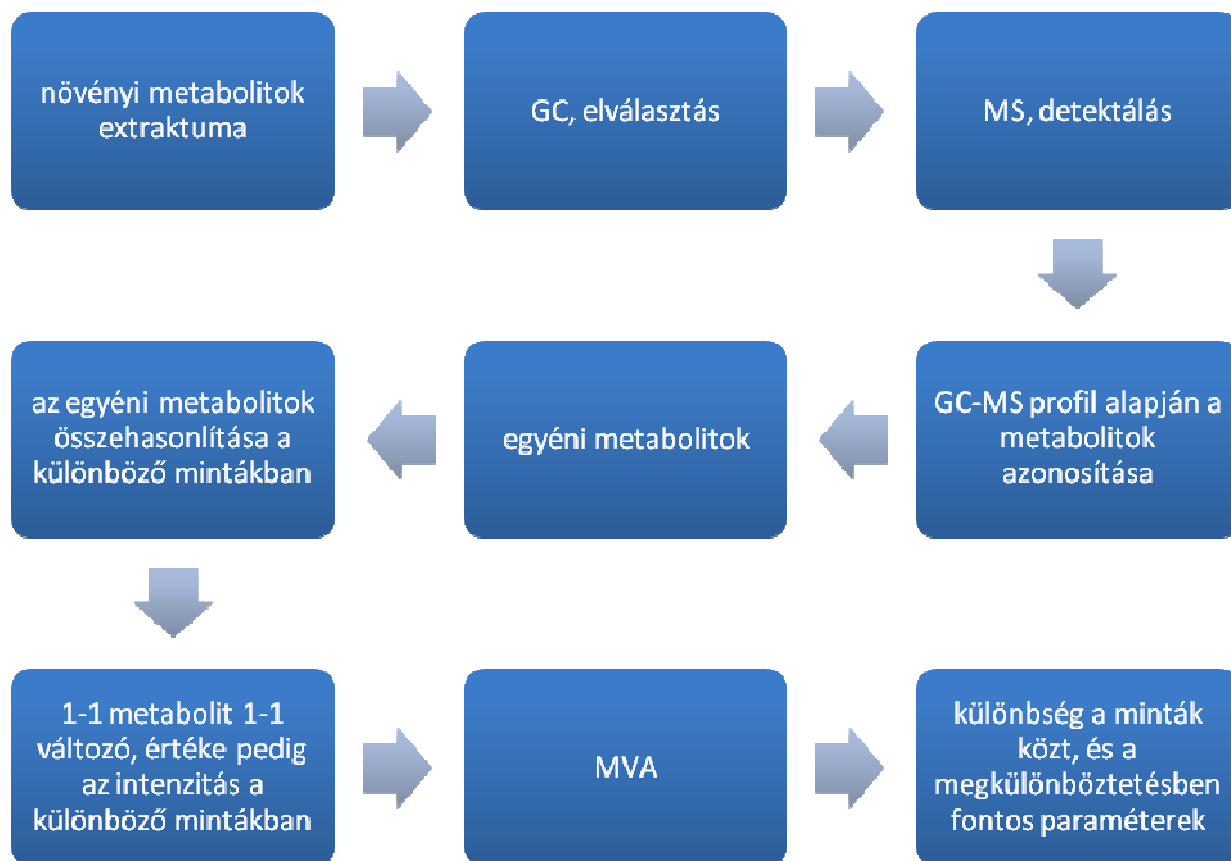 növényi metabolitok
extraktuma
GC, elválasztás
MS, detektálás
GC-MS profil alapján a
metabolitok
azonosítása
egyéni metabolitok
az egyéni metabolitok
összehasonlítása a
különböző mintákban
1-1 metabolit 1-1
változó, értéke pedig
az intenzitás a
különböző mintákban
MVA
különbség a minták
közt, és a
megkülönböztetésben
fontos paraméterek